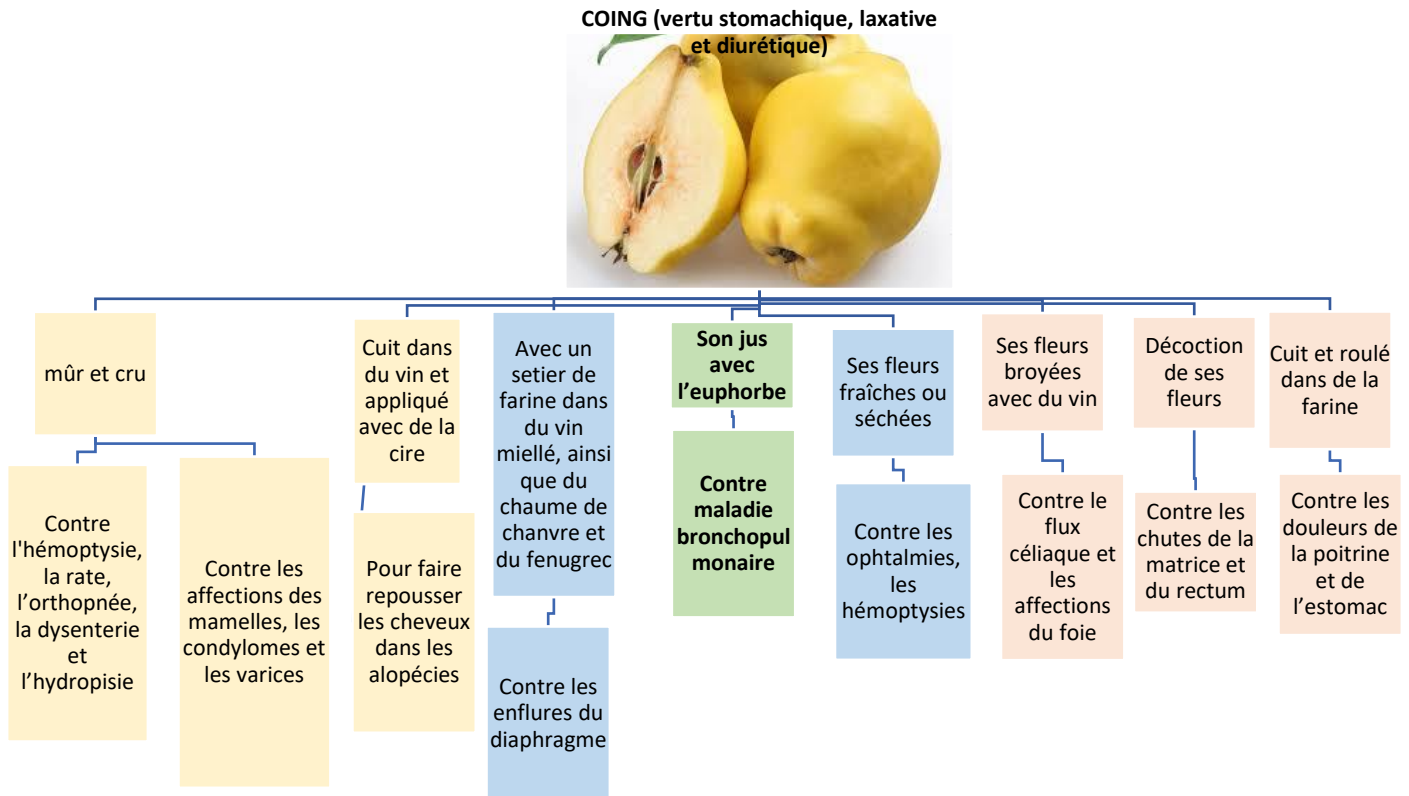 COING (vertu stomachique, laxative
et diurétique)
mûr et cru
Cuit dans
du vin et
appliqué
avec de la
cire
Avec un
setier de
farine dans
du vin
miellé, ainsi
que du
chaume de
chanvre et
du fenugrec
Son jus
avec
l’euphorbe
Ses fleurs
fraîches ou
séchées
Ses fleurs
broyées
avec du vin
Décoction
de ses
fleurs
Cuit et roulé
dans de la
farine
Contre
l'hémoptysie,
la rate,
l’orthopnée,
la dysenterie
et
l’hydropisie
Contre les
affections des
mamelles, les
condylomes et
les varices
Pour faire
repousser
les cheveux
dans les
alopécies
Contre les
enflures du
diaphragme
Contre
maladie
bronchopul
monaire
Contre les
ophtalmies,
les
hémoptysies
Contre le
flux
céliaque et
les
affections
du foie
Contre les
chutes de la
matrice et
du rectum
Contre les
douleurs de
la poitrine
et de
l’estomac